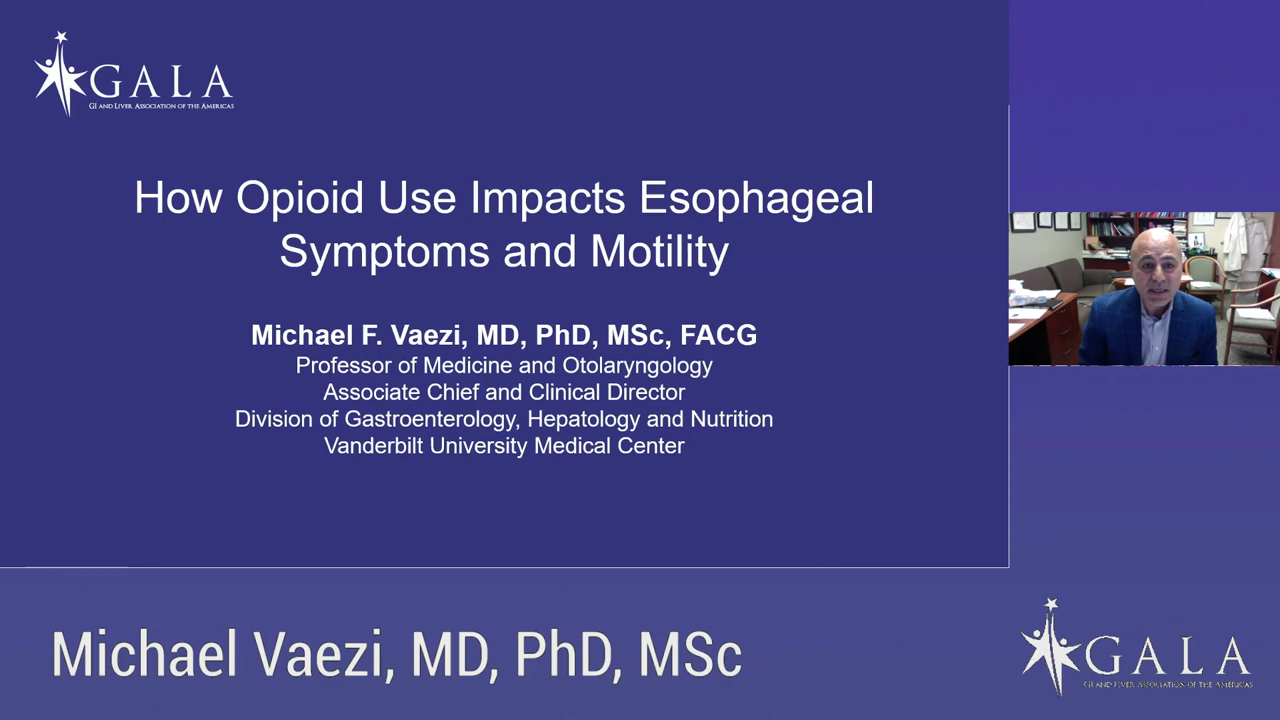 GALA
GI AND LIVER ASSOCIATION OF THE AMERICAS
How Opioid Use Impacts Esophageal
Symptoms and Motility
Michael F. Vaezi, MD, PhD, MSc, FACG
Professor of Medicine and Otolaryngology
Associate Chief and Clinical Director
Division of Gastroenterology, Hepatology and Nutrition
Vanderbilt University Medical Center
Michael Vaezi, MD, PhD, MSc
GALA
GI AND LIVER ASSOCIATION OF THE AMERICAS